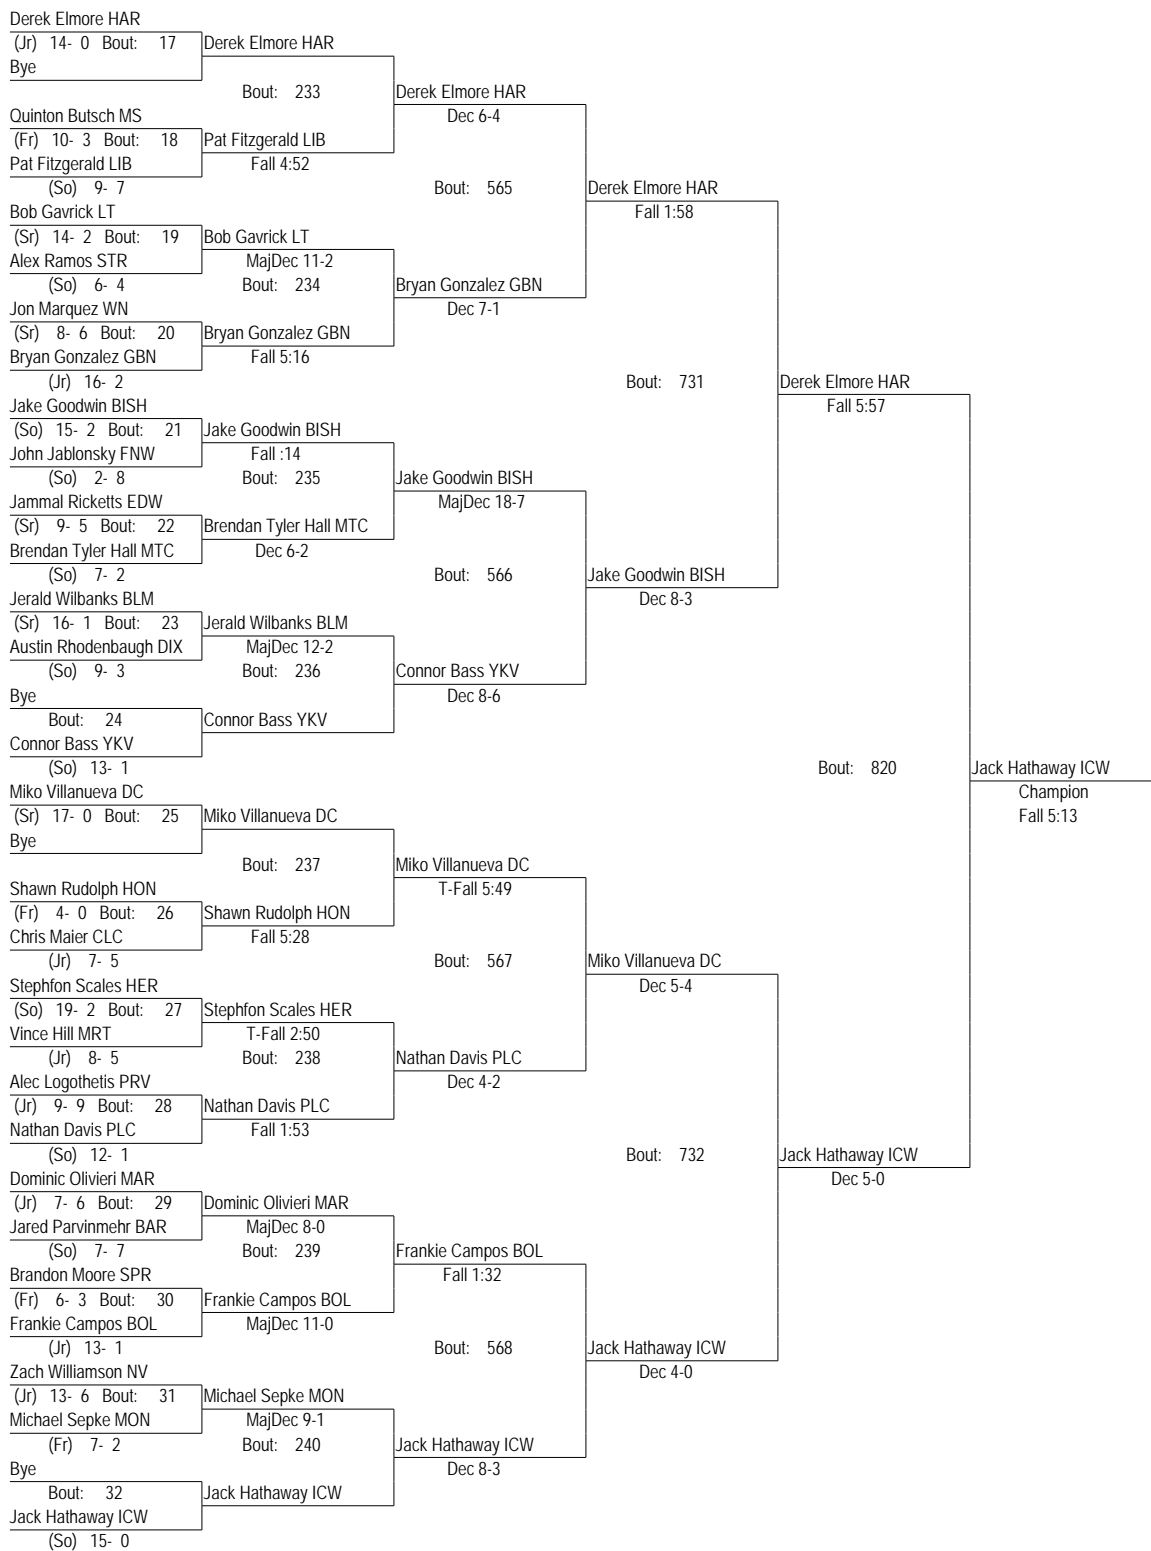 Derek Elmore HAR
(Jr) 14- 0 Bout: 17 Derek Elmore HAR
Bye
Bout: 233 Derek Elmore HAR
Quinton Butsch MS Dec 6-4
(Fr) 10- 3 Bout: 18 Pat Fitzgerald LIB
Pat Fitzgerald LIB Fall 4:52
(So) 9- 7 Bout: 565 Derek Elmore HAR
Bob Gavrick LT Fall 1:58
(Sr) 14- 2 Bout: 19 Bob Gavrick LT
Alex Ramos STR MajDec 11-2
(So) 6- 4 Bout: 234 Bryan Gonzalez GBN
Jon Marquez WN Dec 7-1
(Sr) 8- 6 Bout: 20 Bryan Gonzalez GBN
Bryan Gonzalez GBN Fall 5:16
(Jr) 16- 2 Bout: 731 Derek Elmore HAR
Jake Goodwin BISH Fall 5:57
(So) 15- 2 Bout: 21 Jake Goodwin BISH
John Jablonsky FNW Fall :14
(So) 2- 8 Bout: 235 Jake Goodwin BISH
Jammal Ricketts EDW MajDec 18-7
(Sr) 9- 5 Bout: 22 Brendan Tyler Hall MTC
Brendan Tyler Hall MTC Dec 6-2
(So) 7- 2 Bout: 566 Jake Goodwin BISH
Jerald Wilbanks BLM Dec 8-3
(Sr) 16- 1 Bout: 23 Jerald Wilbanks BLM
Austin Rhodenbaugh DIX MajDec 12-2
(So) 9- 3 Bout: 236 Connor Bass YKV
Bye Dec 8-6
Bout: 24 Connor Bass YKV
Connor Bass YKV
(So) 13- 1 Bout: 820 Jack Hathaway ICW
Miko Villanueva DC Champion
(Sr) 17- 0 Bout: 25 Miko Villanueva DC Fall 5:13
Bye
Bout: 237 Miko Villanueva DC
Shawn Rudolph HON T-Fall 5:49
(Fr) 4- 0 Bout: 26 Shawn Rudolph HON
Chris Maier CLC Fall 5:28
(Jr) 7- 5 Bout: 567 Miko Villanueva DC
Stephfon Scales HER Dec 5-4
(So) 19- 2 Bout: 27 Stephfon Scales HER
Vince Hill MRT T-Fall 2:50
(Jr) 8- 5 Bout: 238 Nathan Davis PLC
Alec Logothetis PRV Dec 4-2
(Jr) 9- 9 Bout: 28 Nathan Davis PLC
Nathan Davis PLC Fall 1:53
(So) 12- 1 Bout: 732 Jack Hathaway ICW
Dominic Olivieri MAR Dec 5-0
(Jr) 7- 6 Bout: 29 Dominic Olivieri MAR
Jared Parvinmehr BAR MajDec 8-0
(So) 7- 7 Bout: 239 Frankie Campos BOL
Brandon Moore SPR Fall 1:32
(Fr) 6- 3 Bout: 30 Frankie Campos BOL
Frankie Campos BOL MajDec 11-0
(Jr) 13- 1 Bout: 568 Jack Hathaway ICW
Zach Williamson NV Dec 4-0
(Jr) 13- 6 Bout: 31 Michael Sepke MON
Michael Sepke MON MajDec 9-1
(Fr) 7- 2 Bout: 240 Jack Hathaway ICW
Bye Dec 8-3
Bout: 32 Jack Hathaway ICW
Jack Hathaway ICW
(So) 15- 0